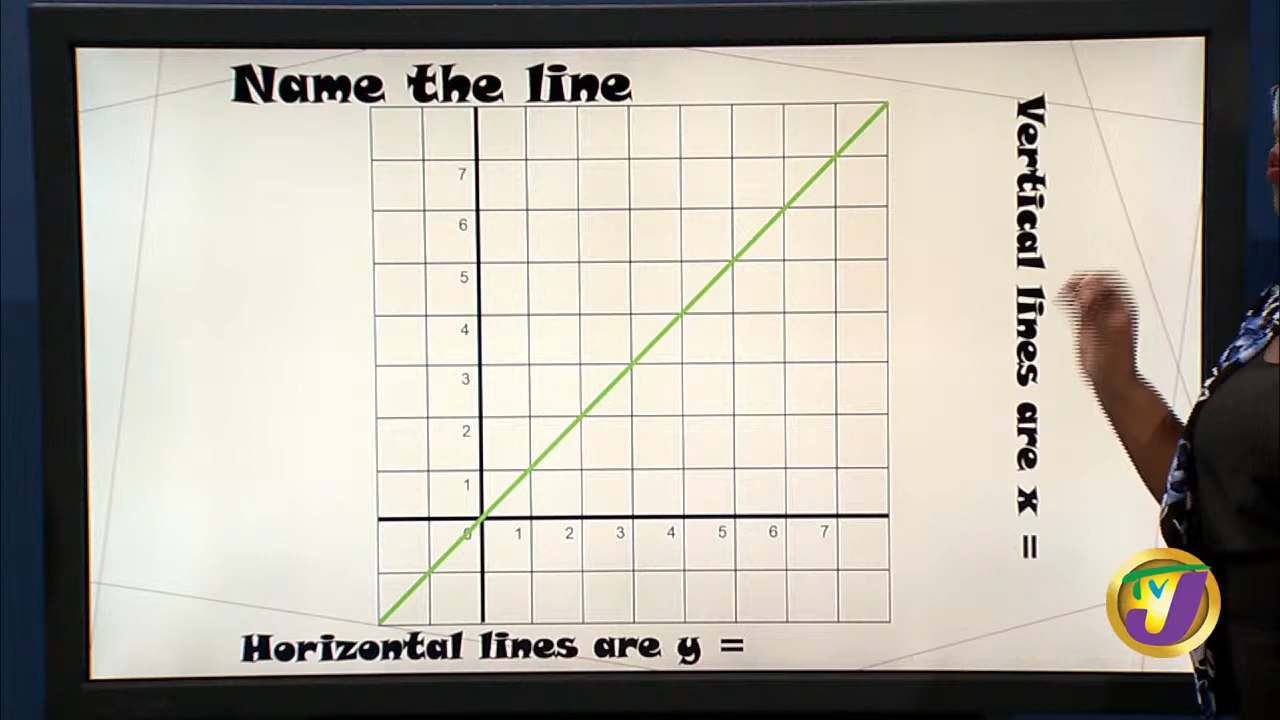 Name the line
7
6
5
4
3
2
1
0 1 2 3 4 5 6 7
Horizontal lines are y =
Vertical lines are x =
TVJ